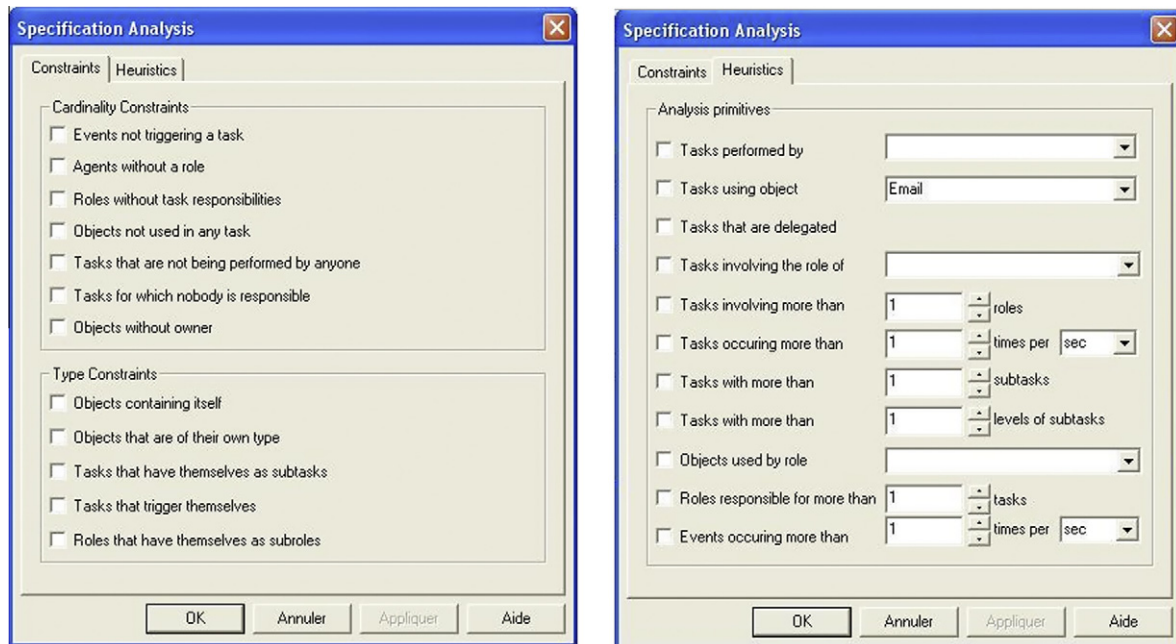 Specification Analysis
Constraints Heuristics
Cardinality Constraints
Events not triggering a task
Agents without a role
Roles without task responsibilities
Objects not used in any task
Tasks that are not being performed by anyone
Tasks for which nobody is responsible
Objects without owner
Type Constraints
Objects containing itself
Objects that are of their own type
Tasks that have themselves as subtasks
Tasks that trigger themselves
Roles that have themselves as subroles
OK Annuler Appliquer Aide
Specification Analysis
Constraints Heuristics
Analysis primitives
Tasks performed by
Tasks using object Email
Tasks that are delegated
Tasks involving the role of
Tasks involving more than 1 roles
Tasks occuring more than 1 times per sec
Tasks with more than 1 subtasks
Tasks with more than 1 levels of subtasks
Objects used by role
Roles responsible for more than 1 tasks
Events occuring more than 1 times per sec
OK Annuler Appliquer Aide